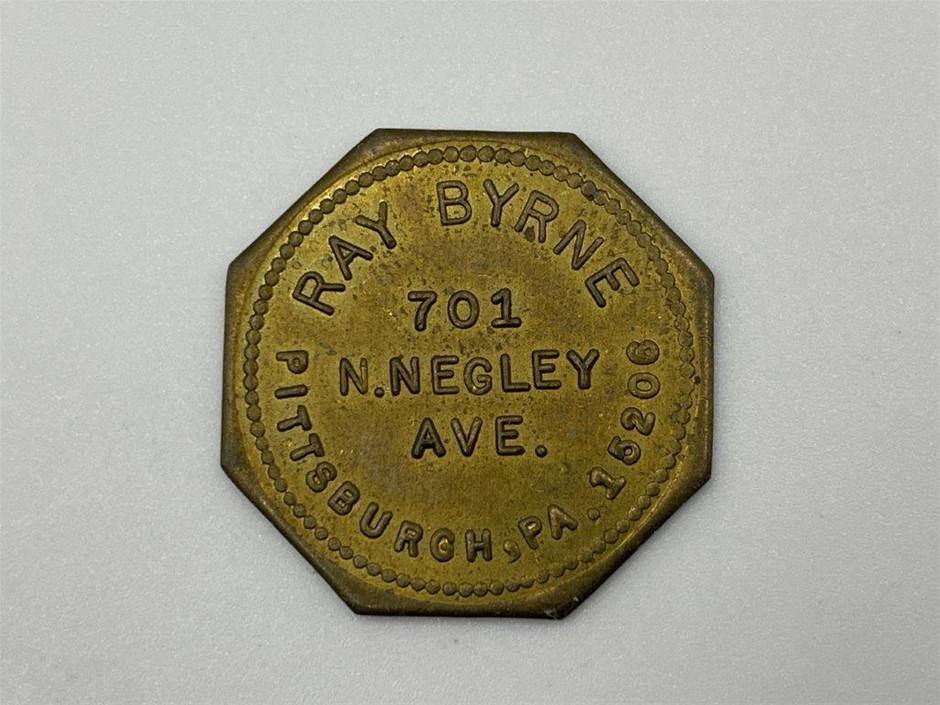 RAY BYRNE
701
N.NEGLEY
AVE.
PITTSBURGH, PA. 15206